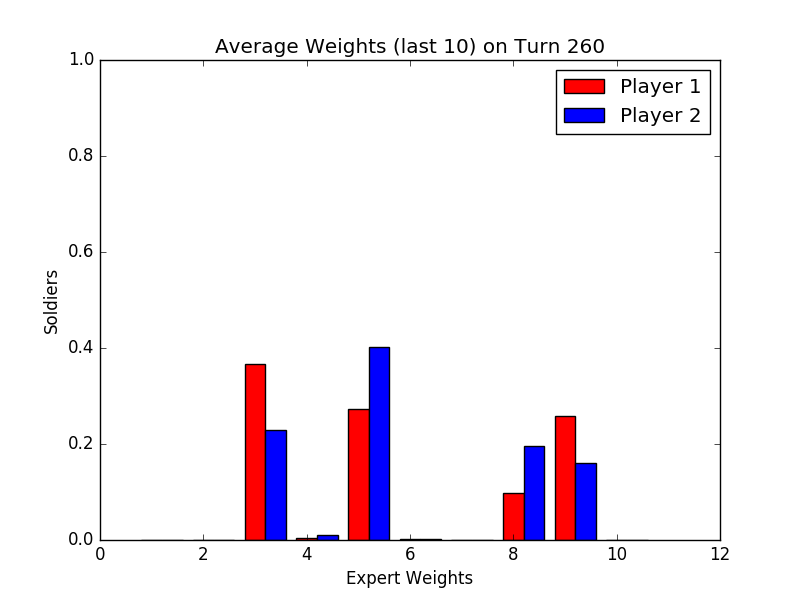 Average Weights (last 10) on Turn 260
1.0
0.8
0.6
0.4
0.2
0.0
Soldiers
Player 1
Player 2
0 2 4 6 8 10 12
Expert Weights